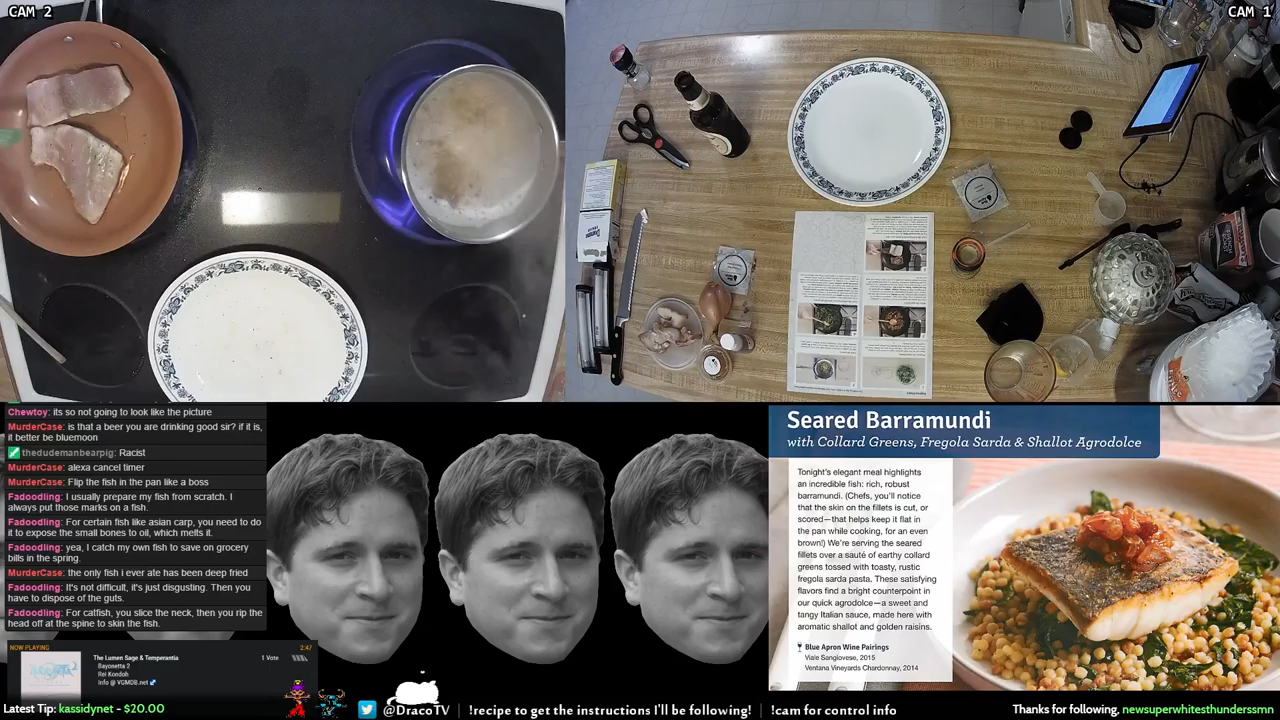 CAM 2
CAM 1
Chewtoy: its so not going to look like the picture
MurderCase: is that a beer you are drinking good sir? if it is,
it better be bluemoon
thedudemanbearpig: Racist
MurderCase: alexa cancel timer
MurderCase: Flip the fish in the pan like a boss
Fadoodling: I usually prepare my fish from scratch. I
always put those marks on a fish.
Fadoodling: For certain fish like asian carp, you need to do
it to expose the small bones to oil, which melts it.
Fadoodling: yea, I catch my own fish to save on grocery
bills in the spring.
MurderCase: the only fish i ever ate has been deep fried
Fadoodling: It's not difficult, it's just disgusting. Then you
have to dispose of the guts.
Fadoodling: For catfish, you slice the neck, then you rip the
head off at the spine to skin the fish.
NOW PLAYING
2:47
The Lumen Sage & Temperantia
1 Vote
Bayonetta 2
Rei Kondoh
Info @ VGMDB.net
Seared Barramundi
with Collard Greens, Fregola Sarda & Shallot Agrodolce
Tonight's elegant meal highlights
an incredible fish: rich, robust
barramundi. (Chefs, you'll notice
that the skin on the fillets is cut, or
scored—that helps keep it flat in
the pan while cooking, for an even
brown!) We're serving the seared
fillets over a sauté of earthy collard
greens tossed with toasty, rustic
fregola sarda pasta. These satisfying
flavors find a bright counterpoint in
our quick agrodolce—a sweet and
tangy Italian sauce, made here with
aromatic shallot and golden raisins.
Blue Apron Wine Pairings
Viale Sangiovese, 2015
Ventana Vineyards Chardonnay, 2014
Latest Tip: kassidynet - $20.00
@DracoTV
!recipe to get the instructions I'll be following!
!cam for control info
Thanks for following, newsuperwhitesthunderssmn